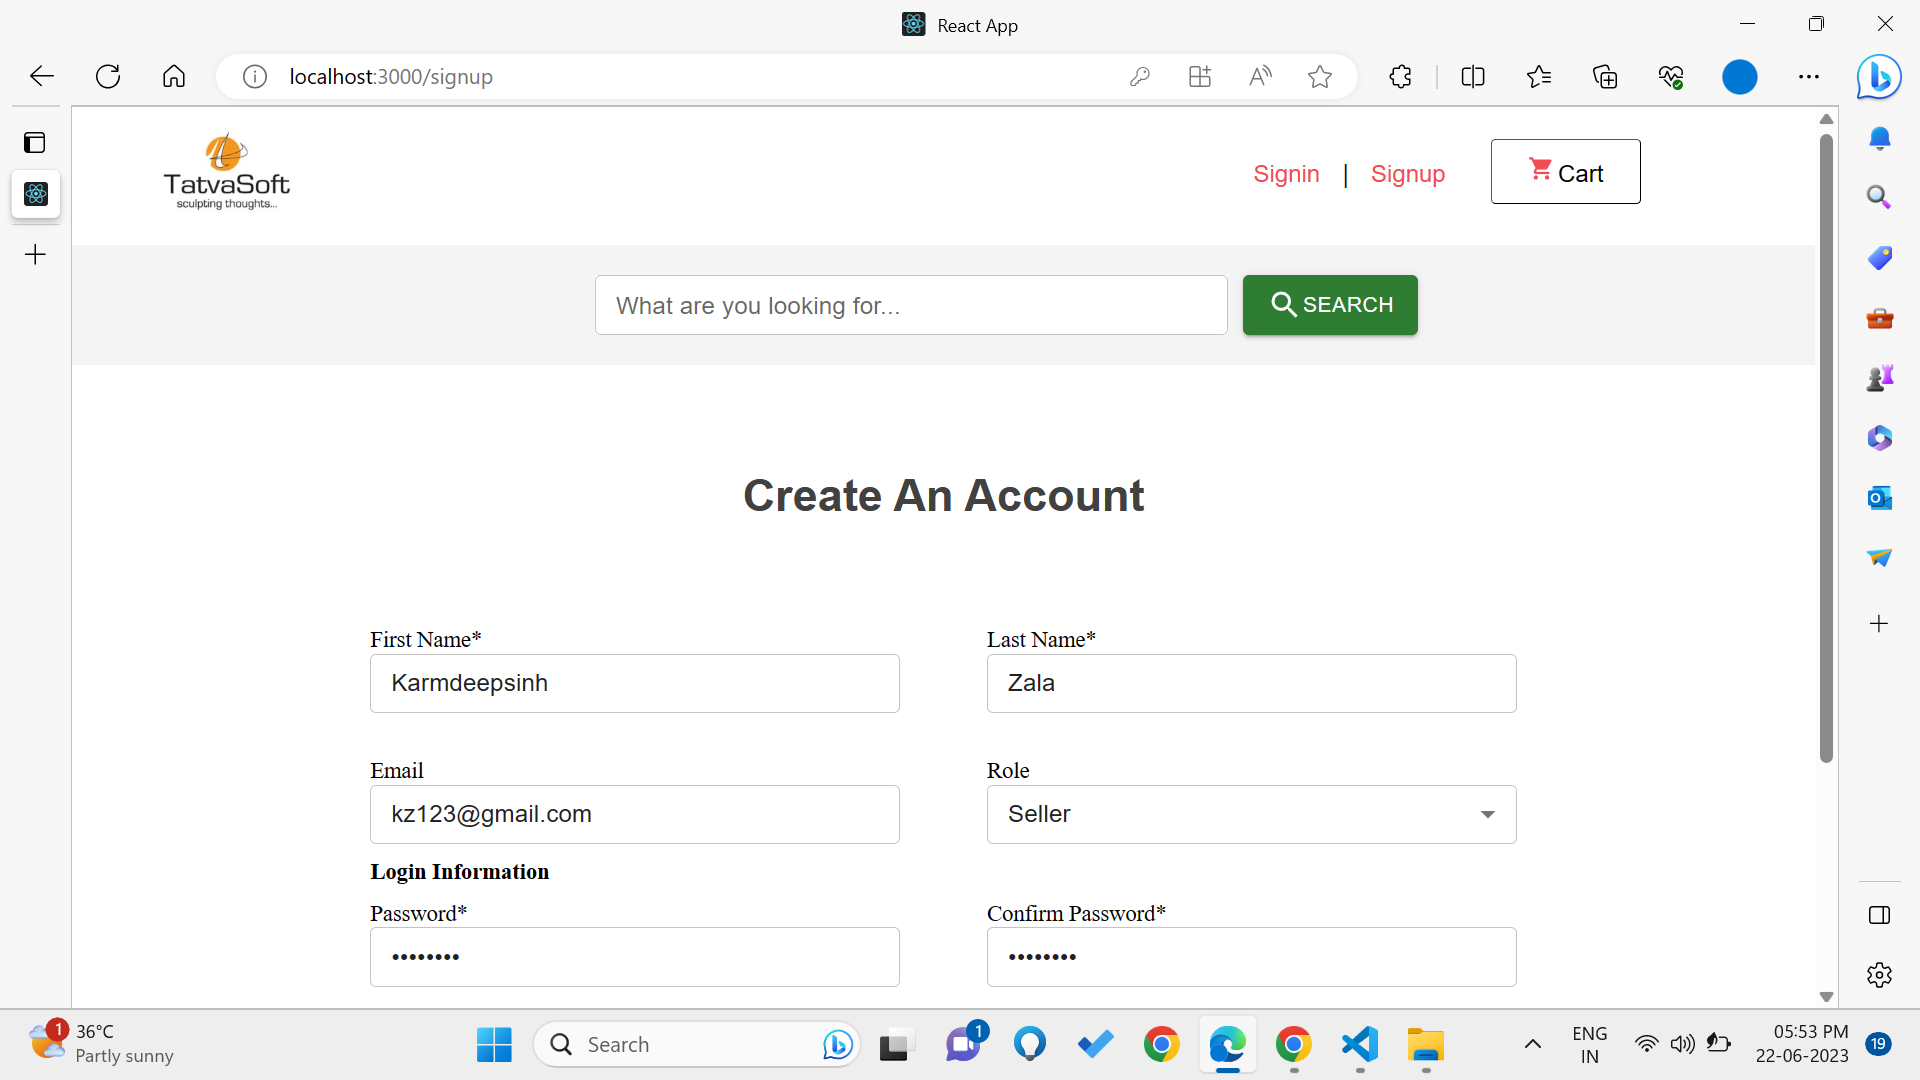 React App
localhost:3000/signup
TatvaSoft
sculpting thoughts...
Signin | Signup
Cart
What are you looking for...
SEARCH
Create An Account
First Name*
Last Name*
Karmdeepsinh
Zala
Email
Role
kz123@gmail.com
Seller
Login Information
Password*
Confirm Password*
••••••••
••••••••
1
36°C
Partly sunny
Search
1
ENG
IN
05:53 PM
22-06-2023
19